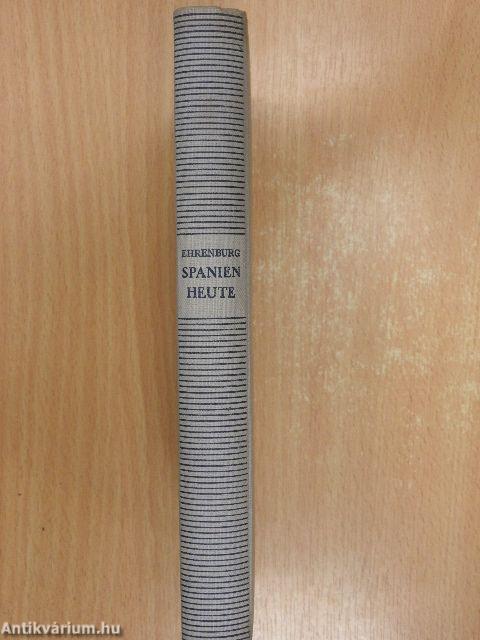 EHRENBURG
SPANIEN
HEUTE
Antikvárium.hu